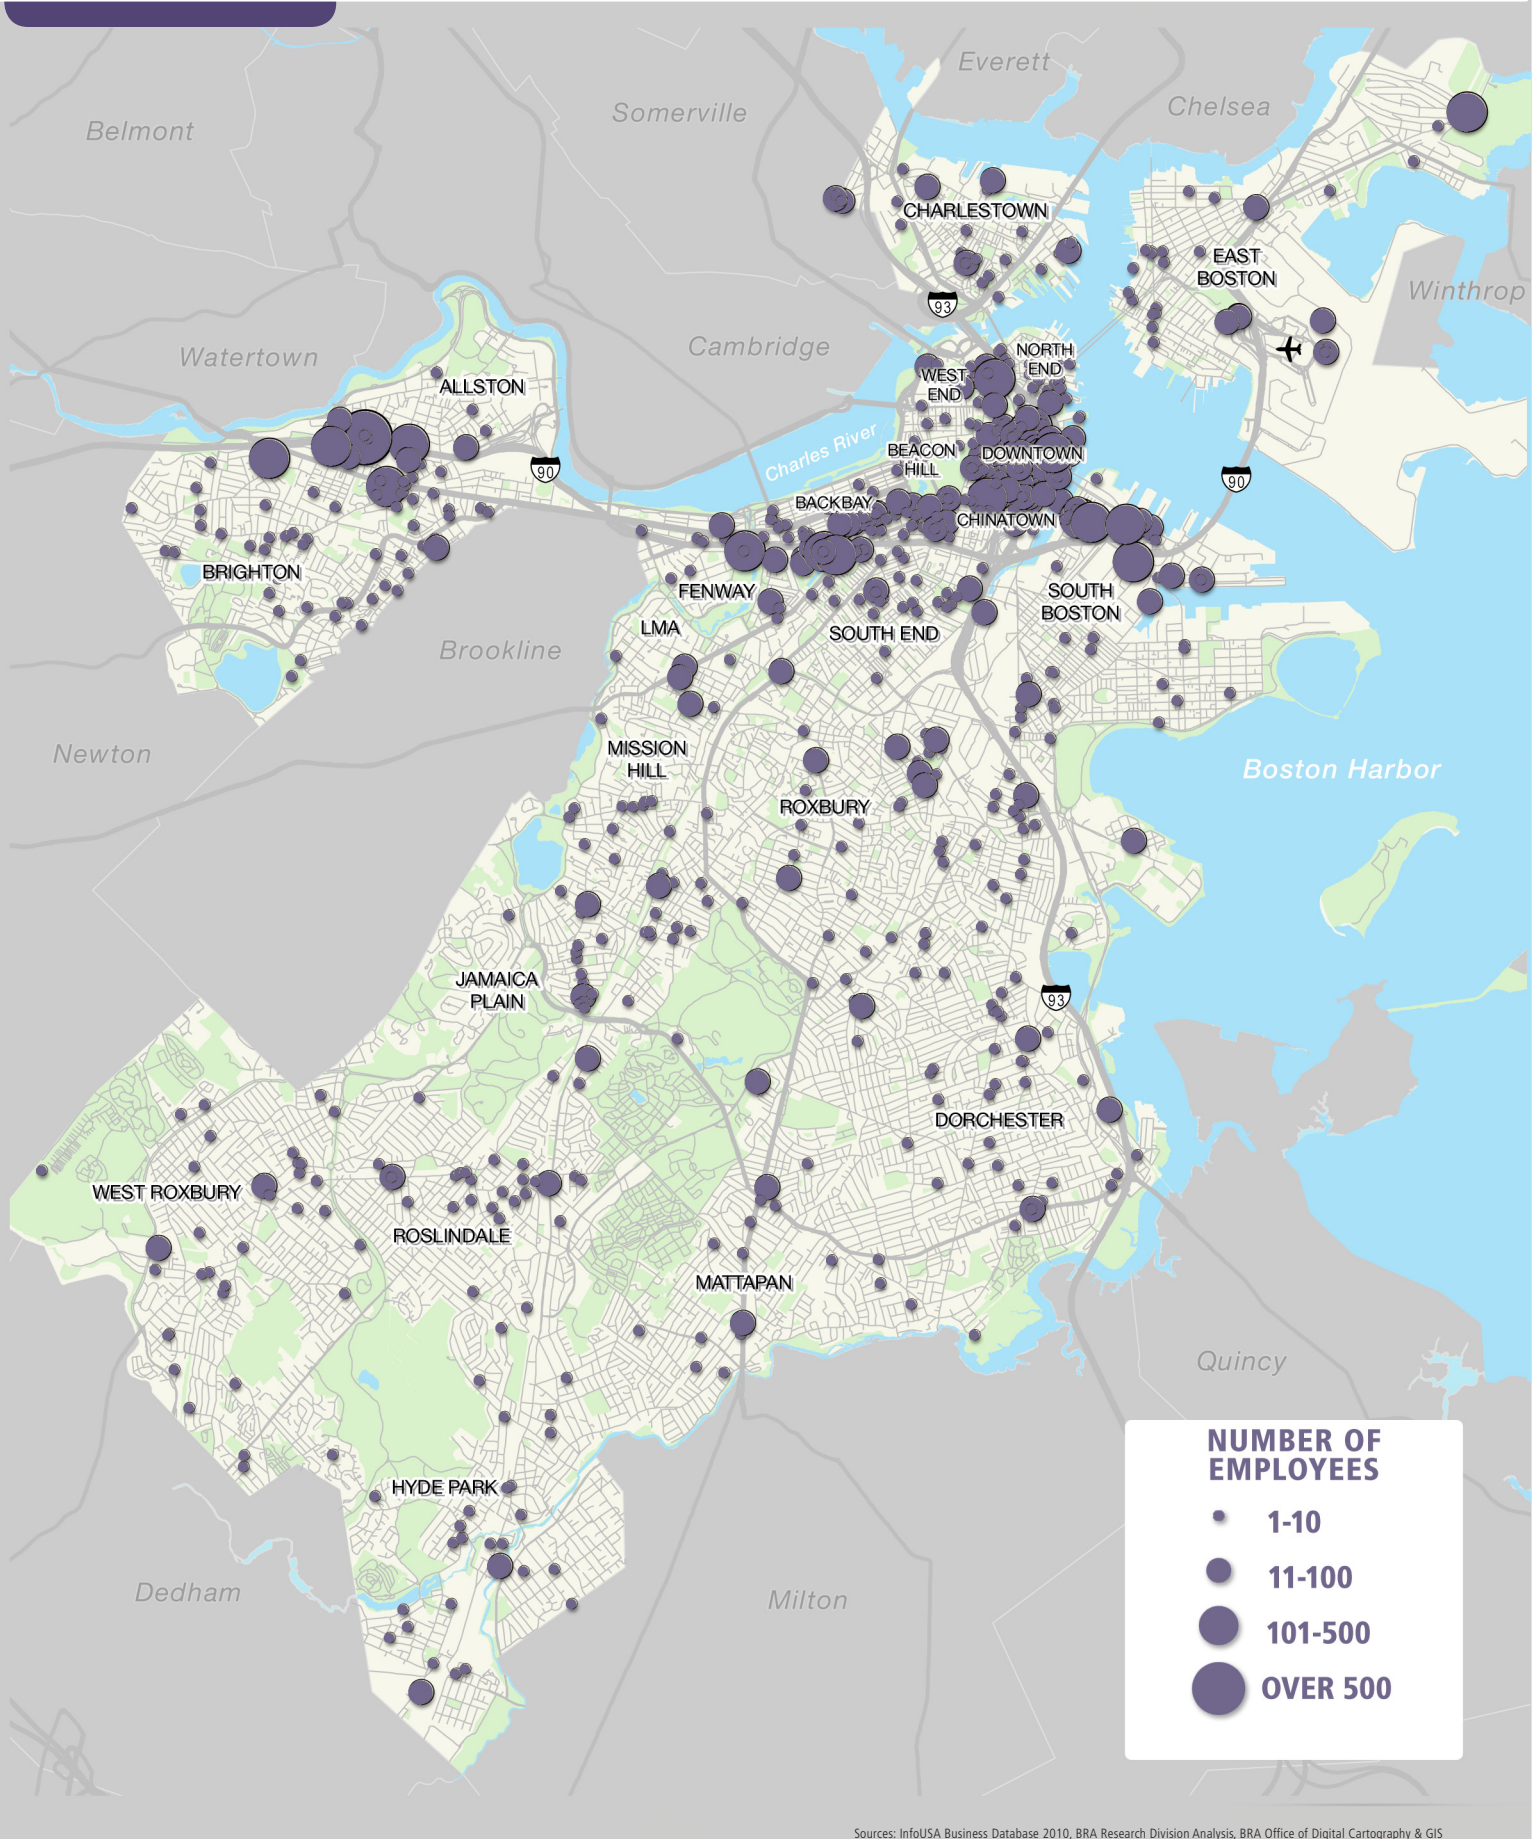 Everett
Chelsea
Somerville
Belmont
CHARLESTOWN
EAST
BOSTON
Winthrop
93
Cambridge
Watertown
NORTH
END
WEST
END
ALLSTON
Charles River
BEACON
HILL
DOWNTOWN
90
90
BACKBAY
CHINATOWN
BRIGHTON
FENWAY
SOUTH
BOSTON
LMA
SOUTH END
Brookline
Newton
MISSION
HILL
Boston Harbor
ROXBURY
JAMAICA
PLAIN
93
DORCHESTER
WEST ROXBURY
ROSLINDALE
MATTAPAN
Quincy
HYDE PARK
Dedham
Milton
NUMBER OF
EMPLOYEES
1-10
11-100
101-500
OVER 500
Sources: InfoUSA Business Database 2010, BRA Research Division Analysis, BRA Office of Digital Cartography & GIS